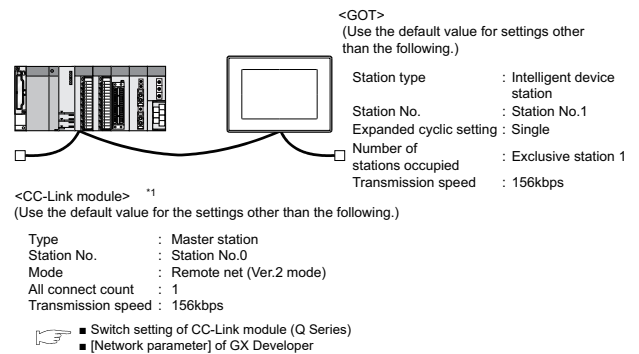 <GOT>
(Use the default value for settings other
than the following.)
Station type : Intelligent device
station
Station No. : Station No.1
Expanded cyclic setting : Single
Number of
stations occupied : Exclusive station 1
Transmission speed : 156kbps
<CC-Link module> *1
(Use the default value for the settings other than the following.)
Type : Master station
Station No. : Station No.0
Mode : Remote net (Ver.2 mode)
All connect count : 1
Transmission speed : 156kbps
■ Switch setting of CC-Link module (Q Series)
■ [Network parameter] of GX Developer